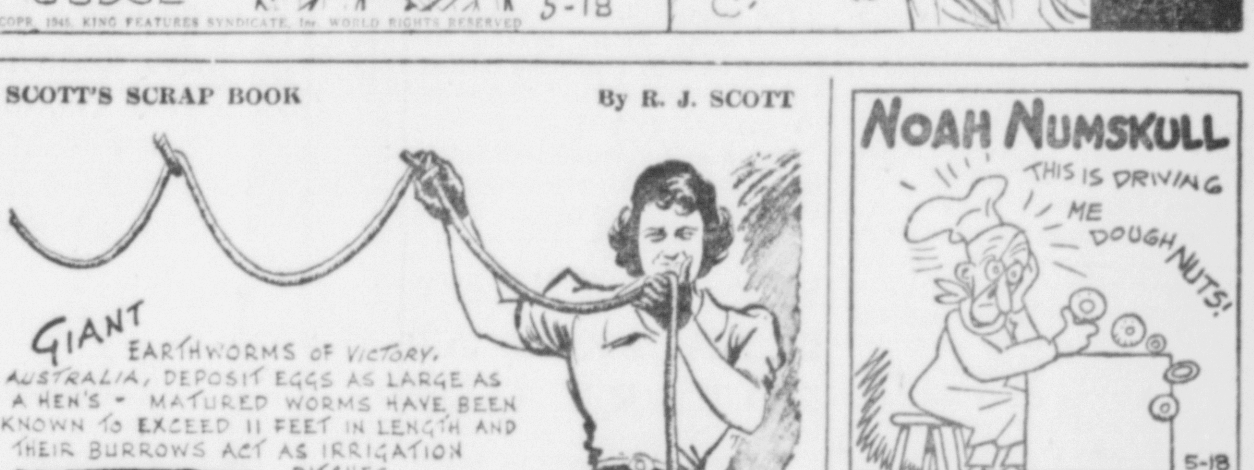 5-18
COPR. 1945, KING FEATURES SYNDICATE, Inc. WORLD RIGHTS RESERVED
SCOTT'S SCRAP BOOK
By R. J. SCOTT
GIANT
EARTHWORMS OF VICTORY,
AUSTRALIA, DEPOSIT EGGS AS LARGE AS
A HEN'S - MATURED WORMS HAVE BEEN
KNOWN TO EXCEED 11 FEET IN LENGTH AND
THEIR BURROWS ACT AS IRRIGATION
NOAH NUMSKULL
THIS IS DRIVING
ME
DOUGHNUTS!
5-18